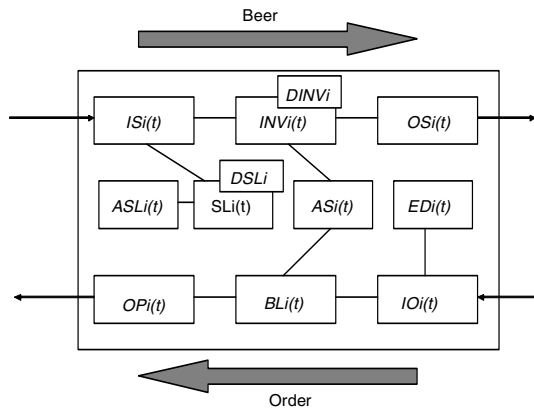 Beer
DINVi
ISi(t)
INVi(t)
OSi(t)
DSLi
ASLi(t)
SLi(t)
ASi(t)
EDi(t)
OPi(t)
BLi(t)
IOi(t)
Order